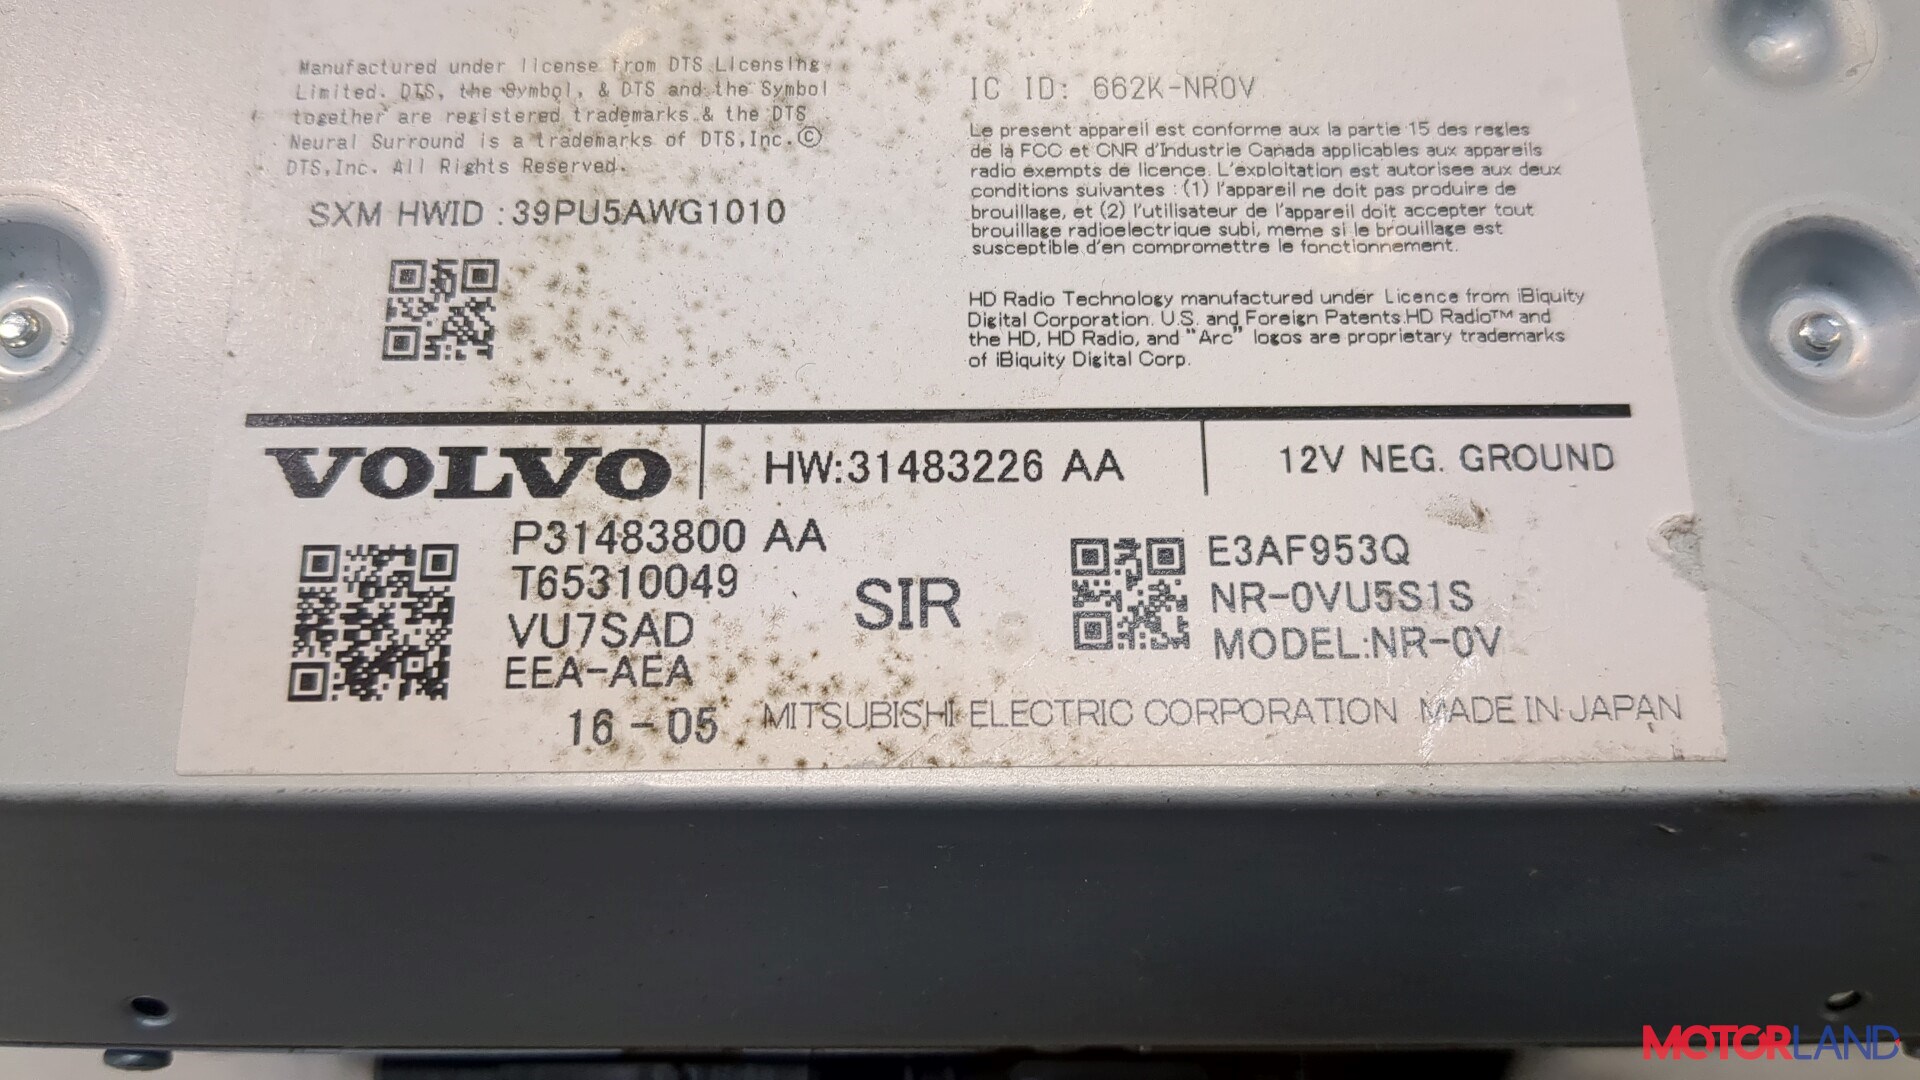 Manufactured under license from DTS Licensing
Limited. DTS, the Symbol, & DTS and the Symbol
together are registered trademarks & the DTS
Neural Surround is a trademarks of DTS,Inc.©
DTS,Inc. All Rights Reserved.
SXM HWID :39PU5AWG1010
IC ID: 662K-NR0V
Le present appareil est conforme aux la partie 15 des regles
de la FCC et CNR d'Industrie Canada applicables aux appareils
radio exempts de licence. L'exploitation est autorisee aux deux
conditions suivantes :(1) l'appareil ne doit pas produire de
brouillage, et (2) l'utilisateur de l'appareil doit accepter tout
brouillage radioelectrique subi, meme si le brouillage est
susceptible d'en compromettre le fonctionnement.
HD Radio Technology manufactured under Licence from iBiquity
Digital Corporation. U.S. and Foreign Patents.HD Radio™ and
the HD, HD Radio, and "Arc" logos are proprietary trademarks
of iBiquity Digital Corp.
VOLVO
HW:31483226 AA
12V NEG. GROUND
P31483800 AA
T65310049
VU7SAD
EEA-AEA
16-05
SIR
E3AF953Q
NR-0VU5S1S
MODEL:NR-0V
MITSUBISHI ELECTRIC CORPORATION MADE IN JAPAN
MOTORLAND